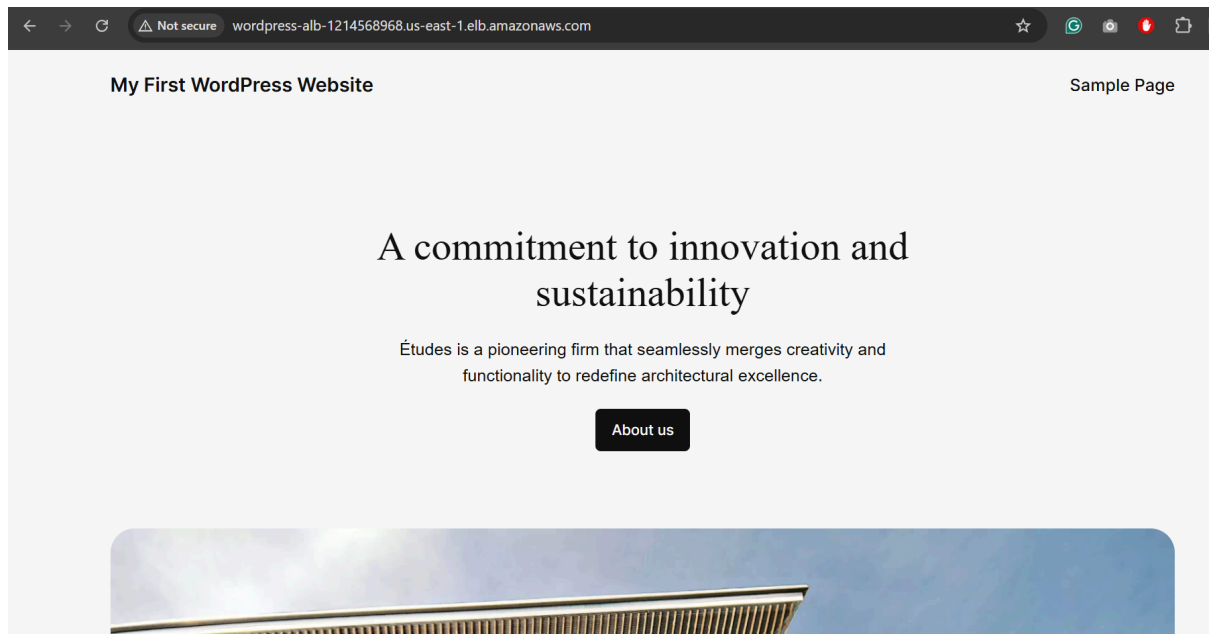 Not secure wordpress-alb-1214568968.us-east-1.elb.amazonaws.com
My First WordPress Website Sample Page
A commitment to innovation and
sustainability
Études is a pioneering firm that seamlessly merges creativity and
functionality to redefine architectural excellence.
About us